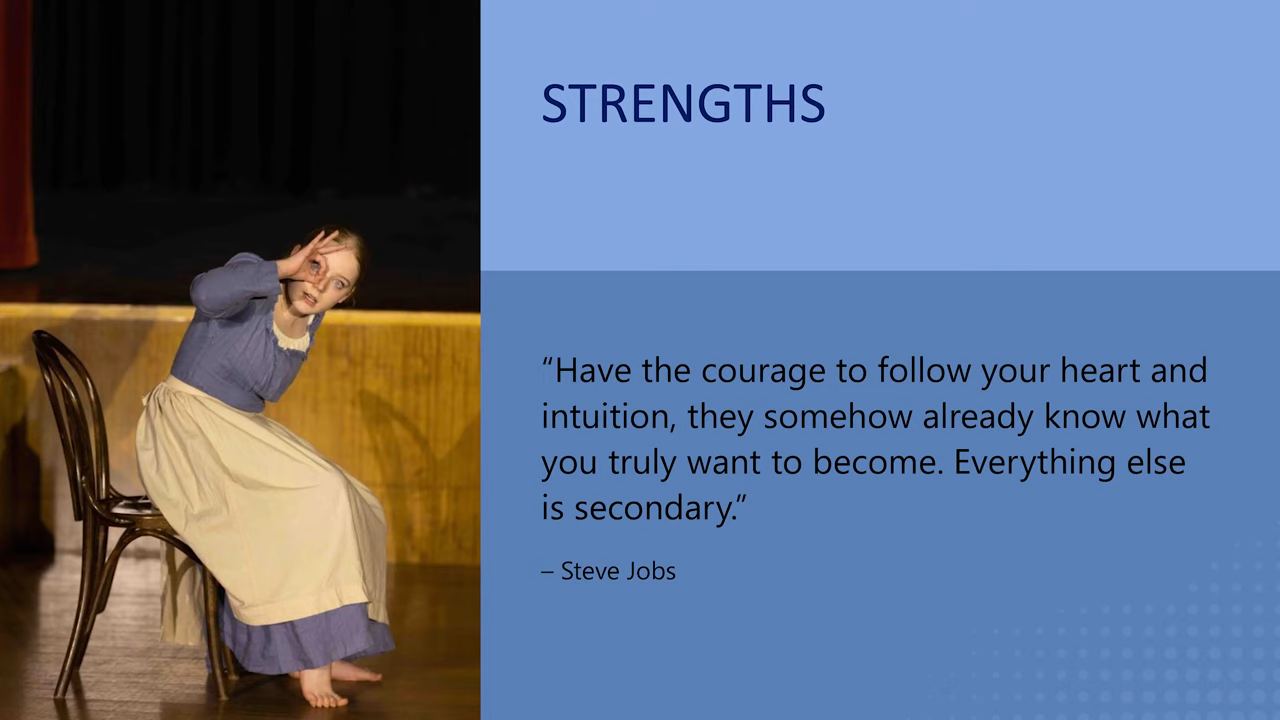 STRENGTHS
“Have the courage to follow your heart and
intuition, they somehow already know what
you truly want to become. Everything else
is secondary.”
– Steve Jobs